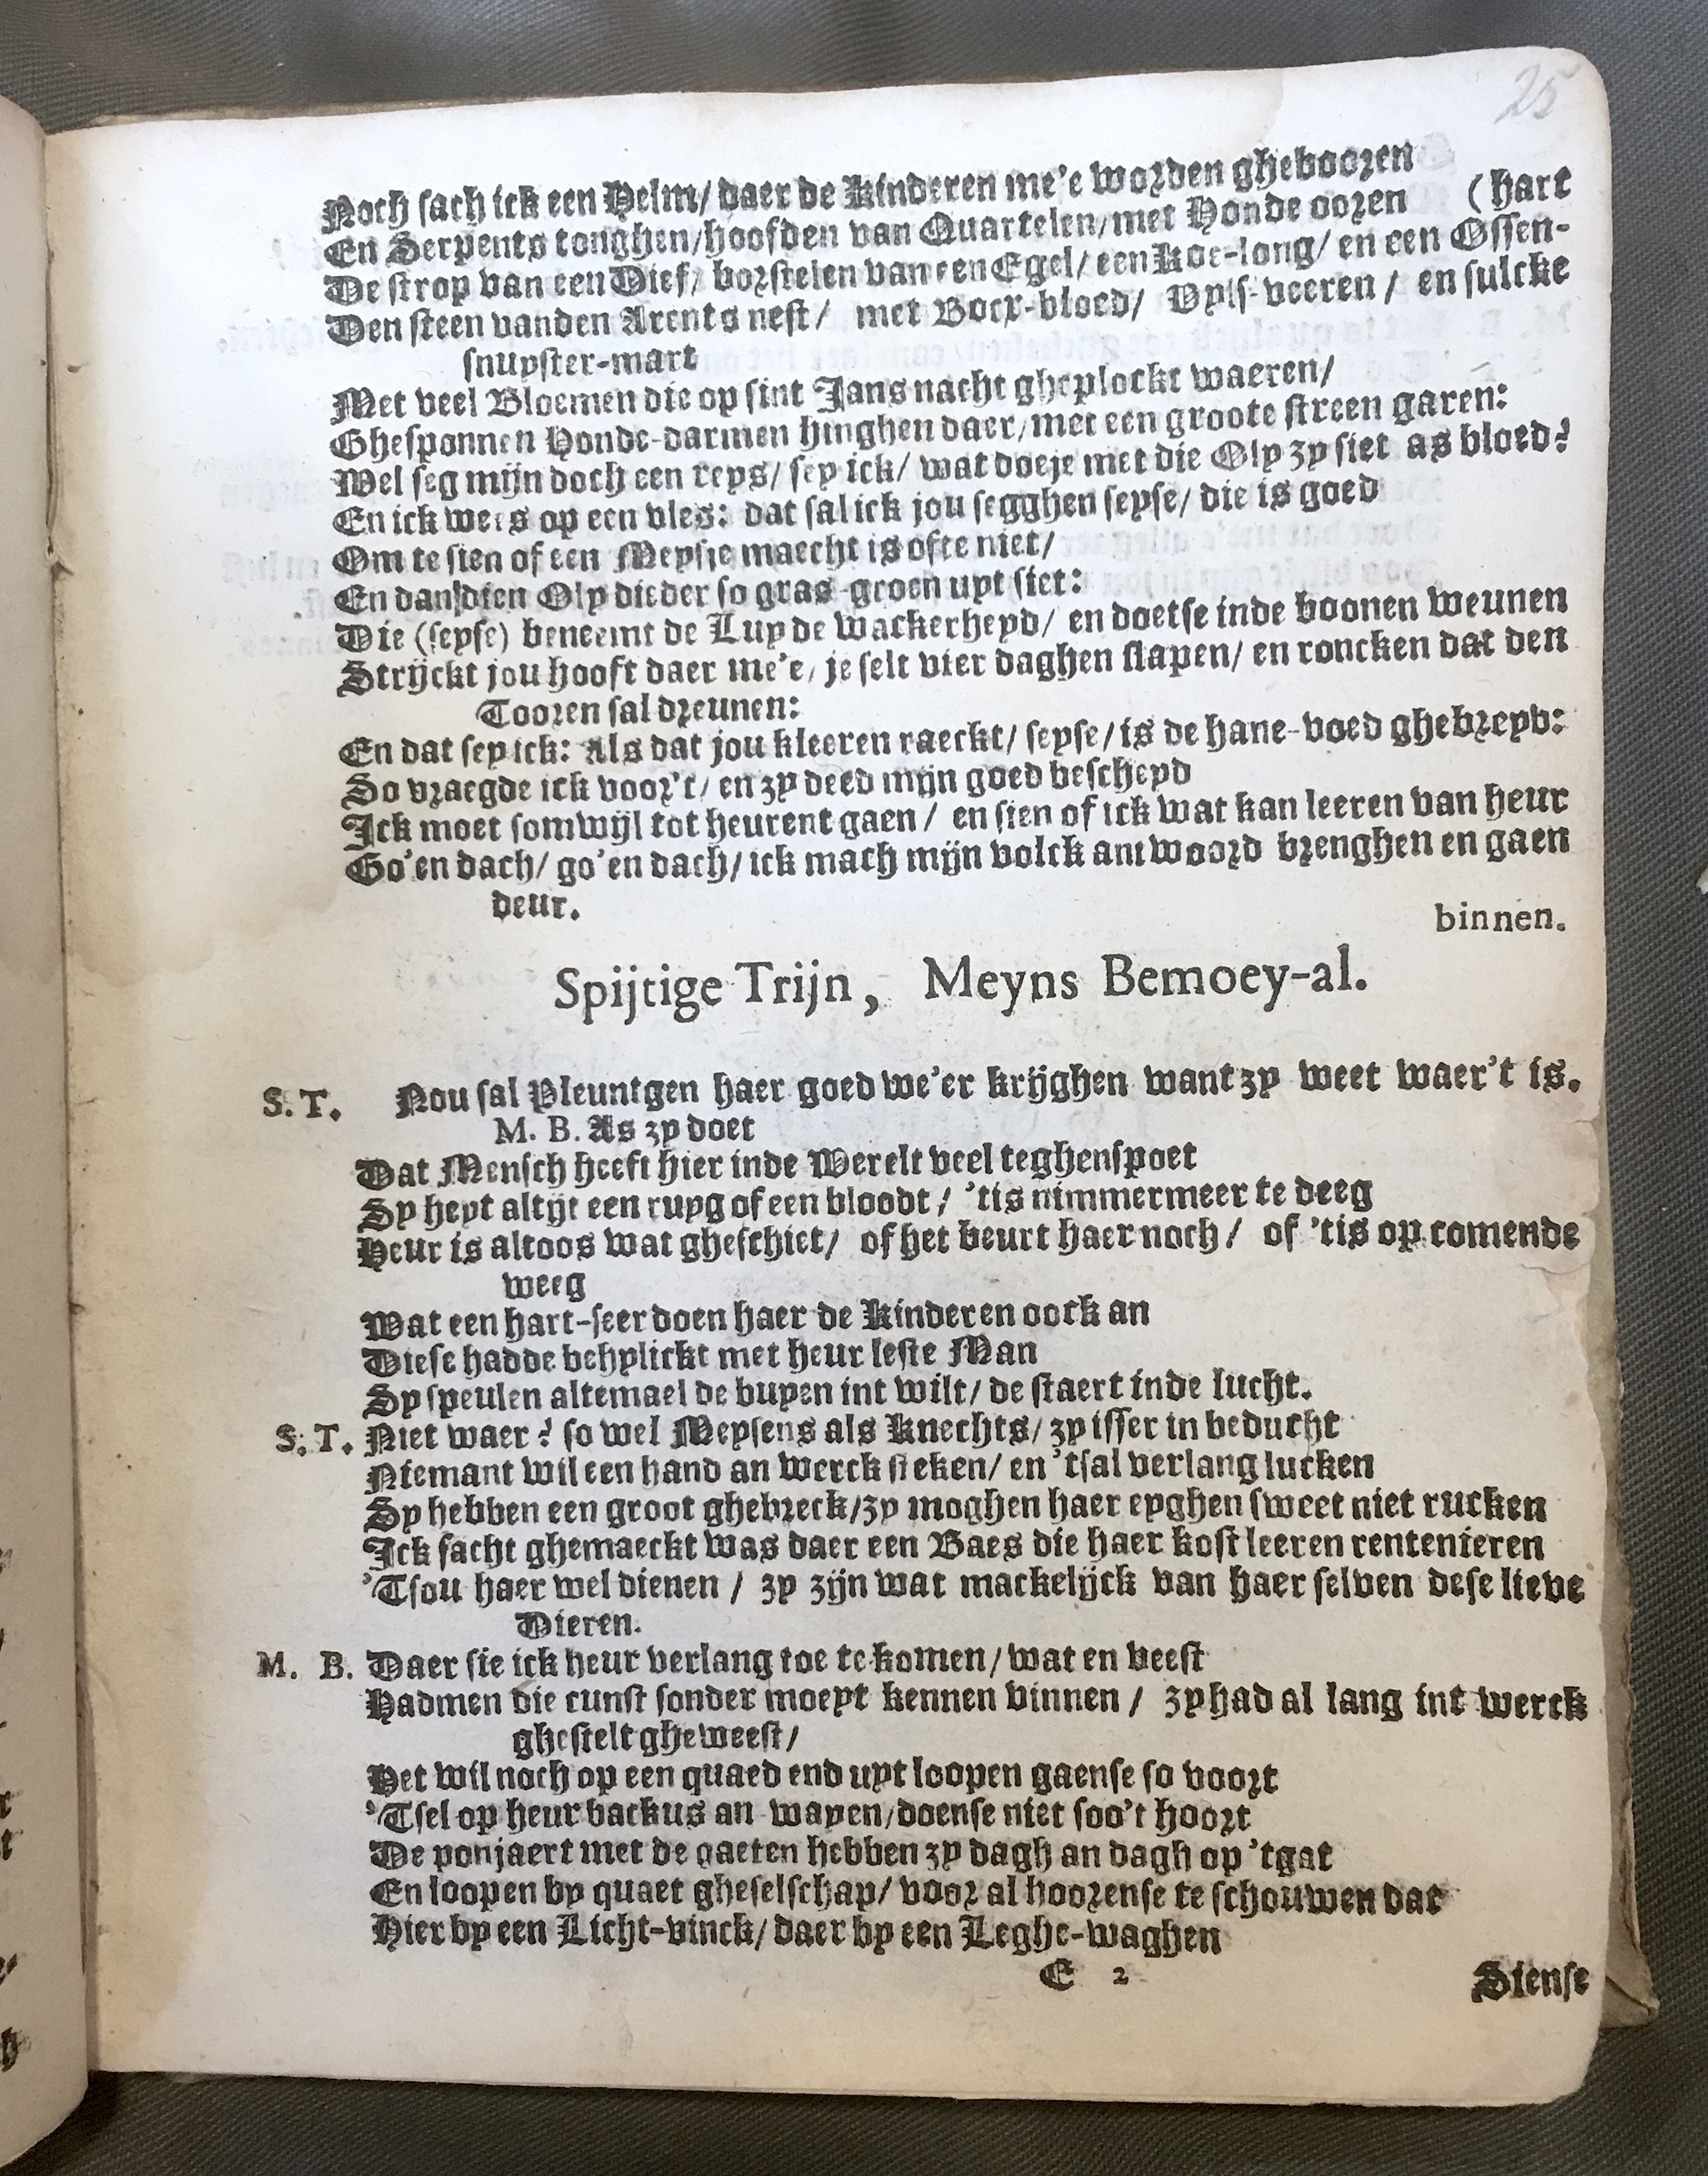 25
Noch sach ick een Helm/ daer de Kinderen me'e worden ghebooren
En Serpents tonghen/hoofden van Quartelen/met Honde ooren (hart
De strop van een Dief/ borstelen van een Egel/ een Koe-long/ en een Ossen-
Den steen vanden Arents nest/ met Bocx-bloed/ Uyls-veeren / en sulcke
snuyster-mart
Met veel Bloemen die op sint Jans nacht gheplockt waeren/
Ghesponnen Honde-darmen hinghen daer/met een groote streen garen:
Wel seg mijn doch een reys/ sey ick/ wat doeje met die Oly zy siet as bloed?
En ick wees op een vles: dat sal ick jou segghen seyse/ die is goed
Om te sien of een Meysje maecht is ofte niet/
En dan dien Oly die der so gras-groen uyt siet:
Die (seyse) beneemt de Luy de wackerheyd/ en doetse inde boonen weunen
Strijckt jou hooft daer me'e, je selt vier daghen slapen/ en roncken dat den
Tooren sal dreunen:
En dat sey ick: Als dat jou kleeren raeckt/ seyse/is de hane-voed ghebreyd:
So vraegde ick voor't/ en zy deed mijn goed bescheyd
Ick moet somwijl tot heurent gaen/ en sien of ick wat kan leeren van heur
Go'en dach/ go'en dach/ ick mach mijn volck antwoord brenghen en gaen
deur.
binnen.
Spijtige Trijn, Meyns Bemoey-al.
S. T. Nou sal Pleuntgen haer goed we'er krijghen want zy weet waer't is.
M. B. As zy doet
Dat Mensch heeft hier inde Werelt veel teghenspoet
Sy heyt altijt een ruyg of een bloodt / 'tis nimmermeer te deeg
Heur is altoos wat gheschiet/ of het beurt haer noch/ of 'tis op comende
weeg
Wat een hart-seer doen haer de Kinderen oock an
Diese hadde behylickt met heur leste Man
Sy speulen altemael de buyen int wilt/ de staert inde lucht.
S. T. Niet waer? so wel Meysens als Knechts/ zy isser in beducht
Niemant wil een hand an werck steken/ en 'tsal verlang lucken
Sy hebben een groot ghebreck/zy moghen haer eyghen sweet niet rucken
Ick facht ghemaeckt was daer een Baes die haer kost leeren rentenieren
'Tsou haer wel dienen / zy zijn wat mackelijck van haer selven dese lieve
Dieren.
M. B. Daer sie ick heur verlang toe te komen/ wat en veest
Hadmen die cunst sonder moeyt kennen vinnen / zy had al lang int werck
ghestelt gheweest/
Het wil noch op een quaed end uyt loopen gaense so voort
'Tsel op heur backus an wayen/doense niet soo't hoort
De ponjaert met de gaeten hebben zy dagh an dagh op 'tgat
En loopen by quaet gheselschap/ voor al hoorense te schouwen dat
Hier by een Licht-vinck/ daer by een Leghe-waghen
E 2 Siense